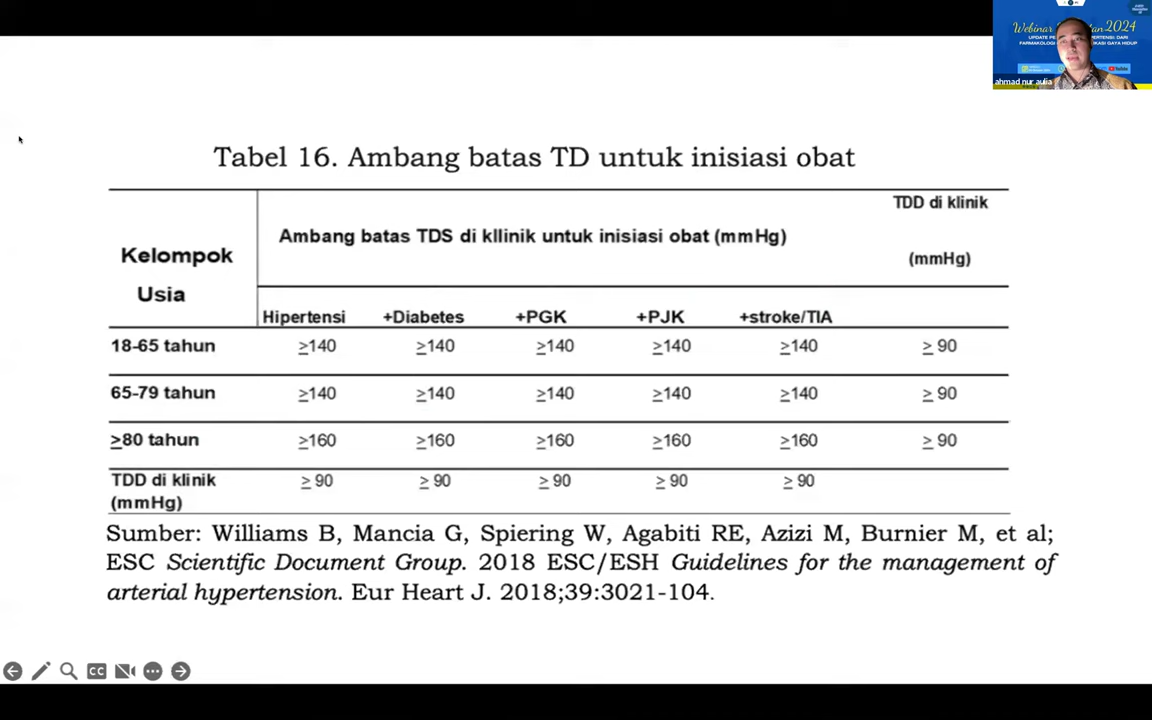 Webinar
2024
ahmad nur aulia
Tabel 16. Ambang batas TD untuk inisiasi obat
Kelompok Usia
Ambang batas TDS di kllinik untuk inisiasi obat (mmHg)
TDD di klinik (mmHg)
Hipertensi +Diabetes +PGK +PJK +stroke/TIA
18-65 tahun ≥140 ≥140 ≥140 ≥140 ≥140 ≥ 90
65-79 tahun ≥140 ≥140 ≥140 ≥140 ≥140 ≥ 90
≥80 tahun ≥160 ≥160 ≥160 ≥160 ≥160 ≥ 90
TDD di klinik (mmHg) ≥ 90 ≥ 90 ≥ 90 ≥ 90 ≥ 90
Sumber: Williams B, Mancia G, Spiering W, Agabiti RE, Azizi M, Burnier M, et al;
ESC Scientific Document Group. 2018 ESC/ESH Guidelines for the management of
arterial hypertension. Eur Heart J. 2018;39:3021-104.
CC